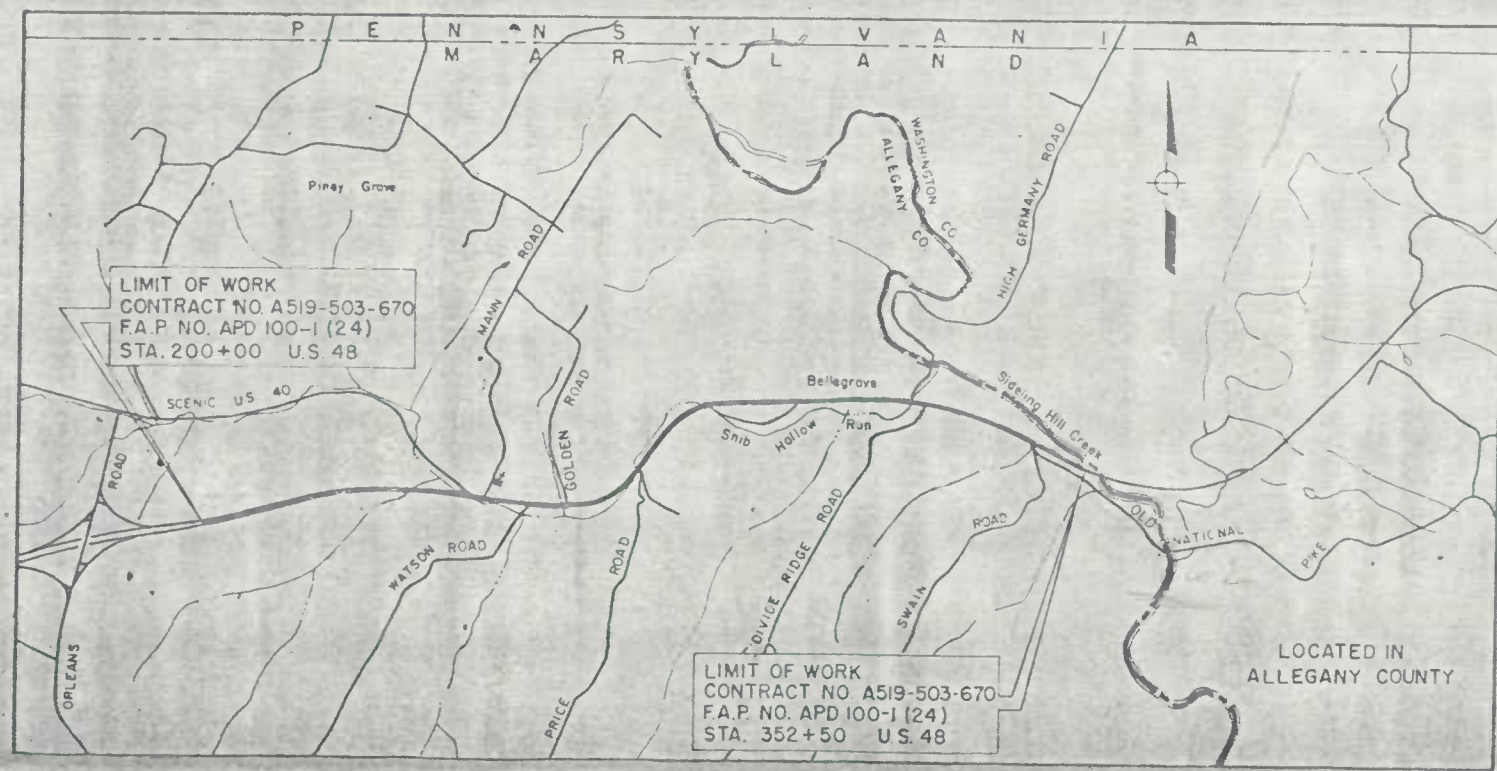 PENNSYLVANIA
MARYLAND
WASHINGTON CO
ALLEGANY CO
HIGH GERMANY ROAD
Piney Grove
MANN ROAD
LIMIT OF WORK
CONTRACT NO. A519-503-670
F.A.P. NO. APD 100-1 (24)
STA. 200+00 U.S. 48
SCENIC US 40
GOLDEN ROAD
Bellegrove
Sideling Hill Creek
Snib Hollow Run
ORLEANS ROAD
WATSON ROAD
PRICE ROAD
DIVIDE RIDGE ROAD
SWAIN ROAD
OLD NATIONAL PIKE
LIMIT OF WORK
CONTRACT NO. A519-503-670
F.A.P. NO. APD 100-1 (24)
STA. 352+50 U.S. 48
LOCATED IN
ALLEGANY COUNTY